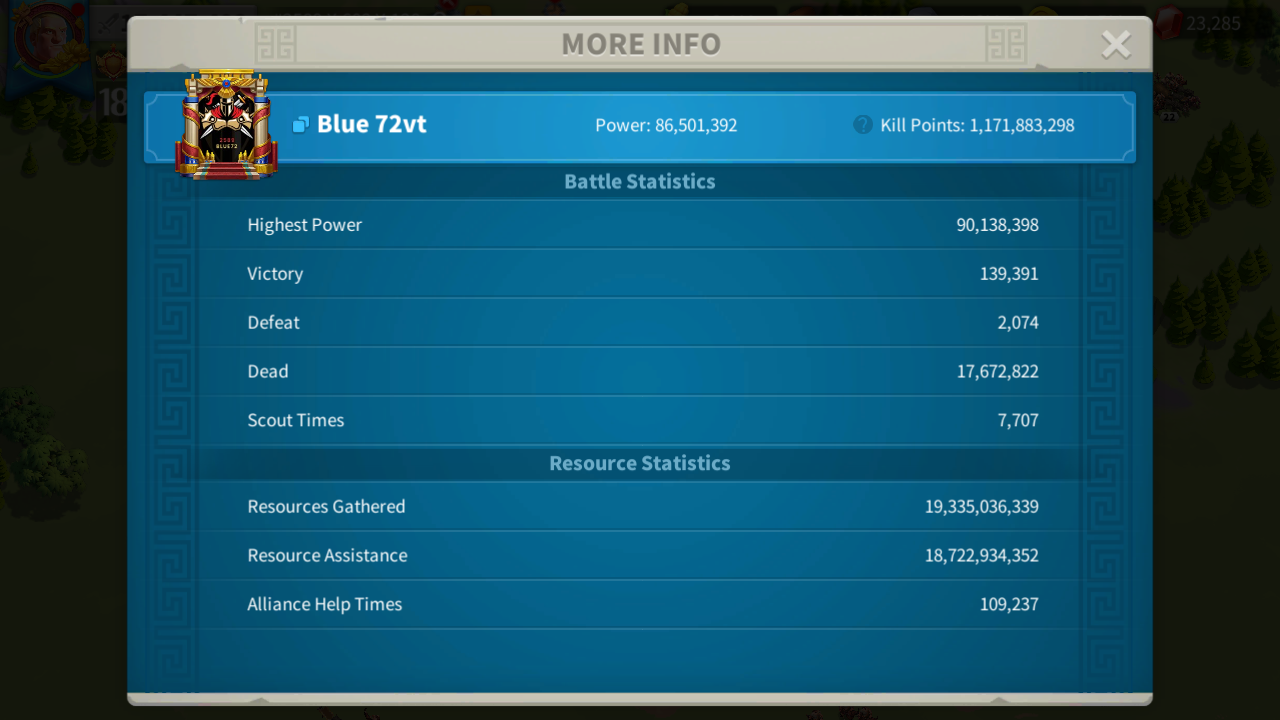 MORE INFO
23,285
18
Blue 72vt
Power: 86,501,392
Kill Points: 1,171,883,298
BLUE72
22
Battle Statistics
Highest Power 90,138,398
Victory 139,391
Defeat 2,074
Dead 17,672,822
Scout Times 7,707
Resource Statistics
Resources Gathered 19,335,036,339
Resource Assistance 18,722,934,352
Alliance Help Times 109,237